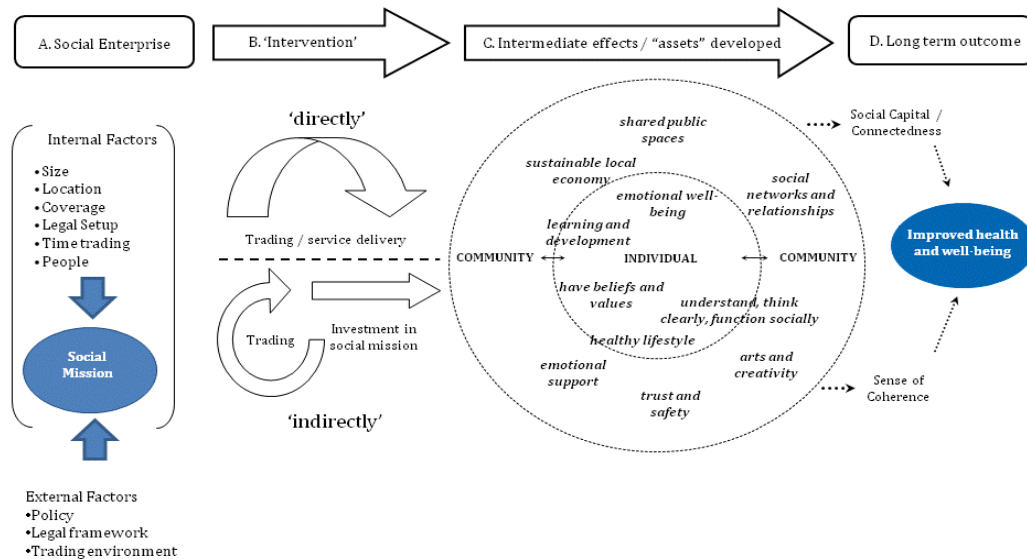 A. Social Enterprise
B. 'Intervention'
C. Intermediate effects / "assets" developed
D. Long term outcome
Internal Factors
•Size
•Location
•Coverage
•Legal Setup
•Time trading
•People
Social
Mission
External Factors
•Policy
•Legal framework
•Trading environment
'directly'
Trading / service delivery
Trading
Investment in
social mission
'indirectly'
shared public
spaces
sustainable local
economy
emotional well-
being
social
networks and
relationships
learning and
development
COMMUNITY
INDIVIDUAL
COMMUNITY
have beliefs and
values
understand, think
clearly, function socially
healthy lifestyle
emotional
support
arts and
creativity
trust and
safety
Social Capital /
Connectedness
Improved health
and well-being
Sense of
Coherence